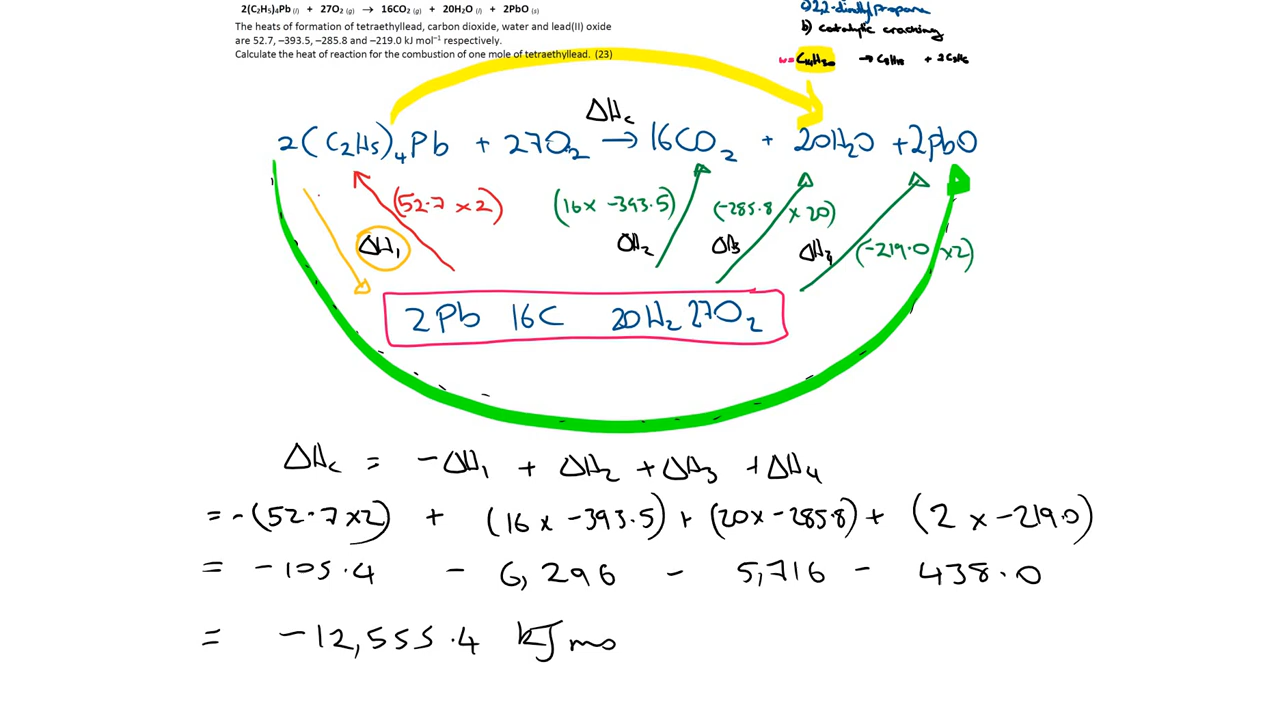 2(C₂H₅)₄Pb (l) + 27O₂ (g) → 16CO₂ (g) + 20H₂O (l) + 2PbO (s)
The heats of formation of tetraethyllead, carbon dioxide, water and lead(II) oxide
are 52.7, –393.5, –285.8 and –219.0 kJ mol⁻¹ respectively.
Calculate the heat of reaction for the combustion of one mole of tetraethyllead. (23)
b) catalytic cracking
w=
ΔHc
2(C₂H₅)₄Pb + 27O₂ → 16CO₂ + 20H₂O + 2PbO
(52.7 x 2) (16x -393.5) (-285.8 x 20)
ΔH₁ ΔH₂ ΔH₃ ΔH₄ (-219.0 x2)
2Pb 16C 20H₂ 27O₂
ΔHc = -ΔH₁ + ΔH₂ + ΔH₃ + ΔH₄
= -(52.7x2) + (16x -393.5) + (20x -285.8) + (2 x -219.0)
= -105.4 - 6,296 - 5,716 - 438.0
= -12,555.4 kJ mo